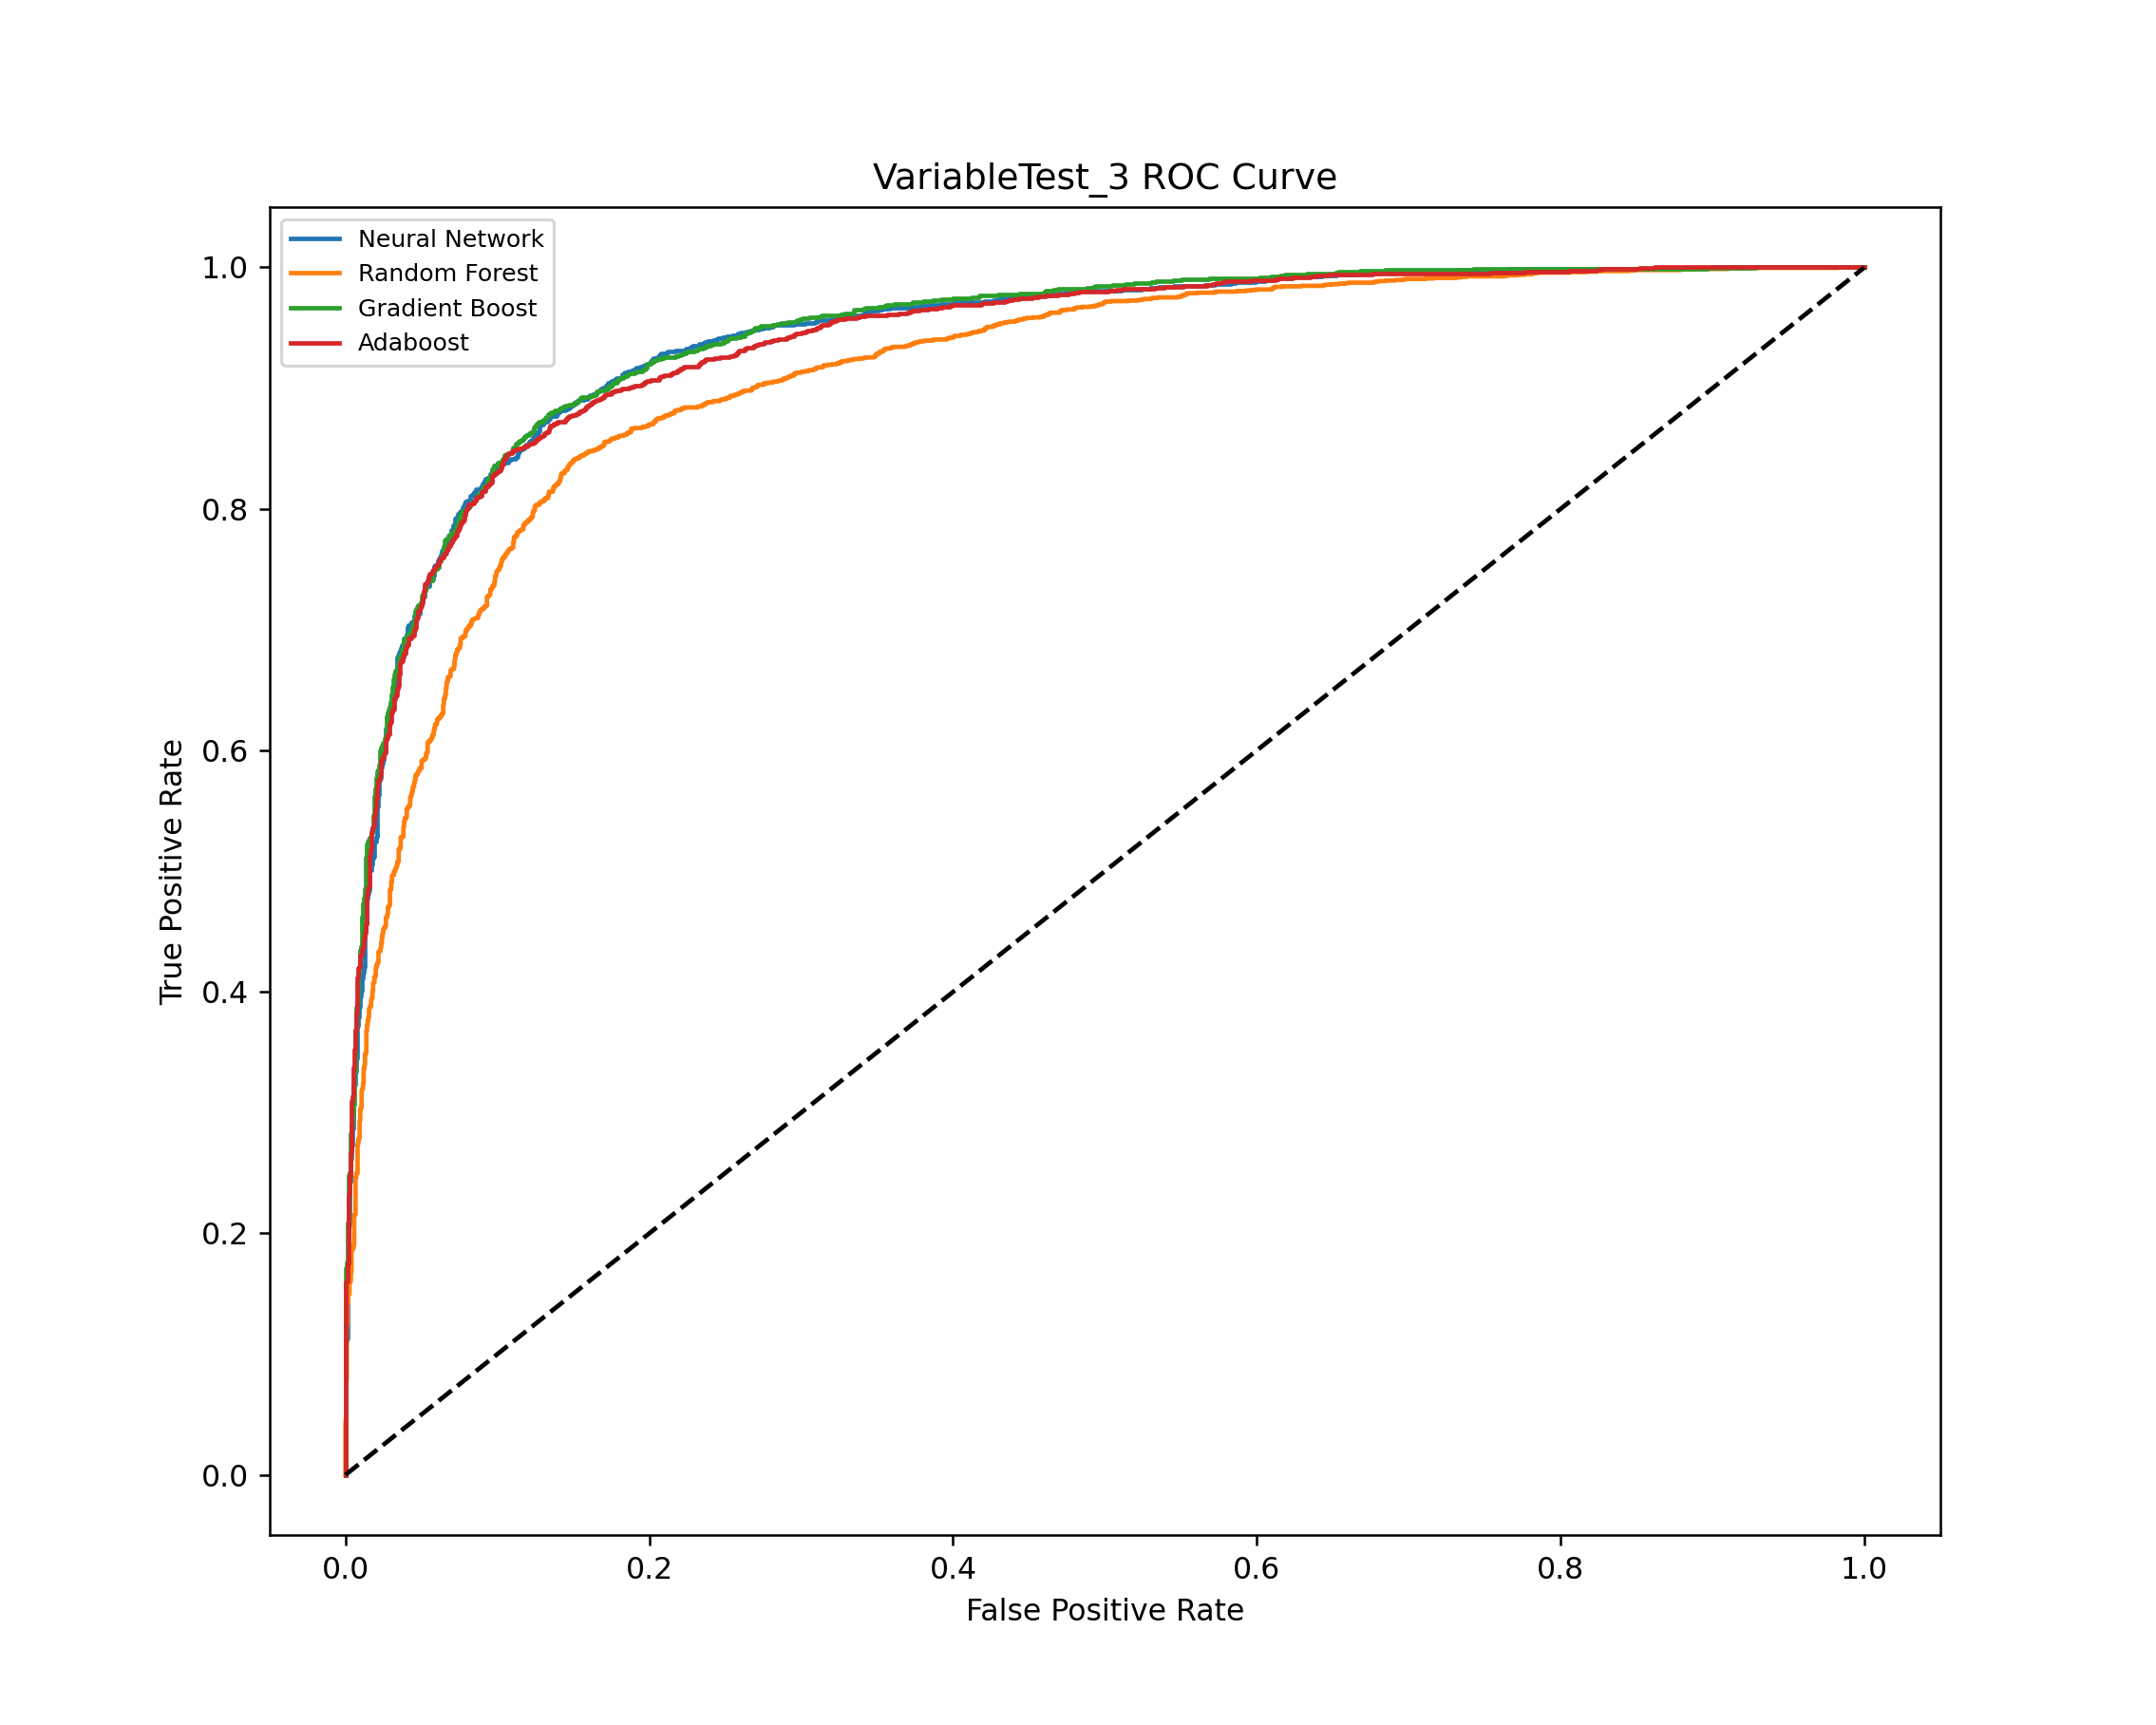 VariableTest_3 ROC Curve
Neural Network
Random Forest
Gradient Boost
Adaboost
1.0
0.8
0.6
0.4
0.2
0.0
True Positive Rate
0.0 0.2 0.4 0.6 0.8 1.0
False Positive Rate